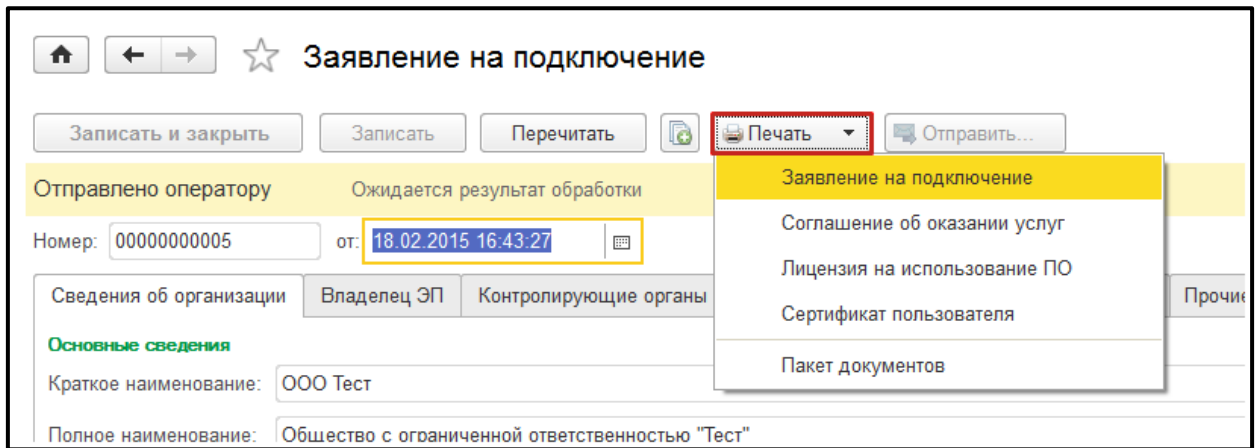 Заявление на подключение
Записать и закрыть Записать Перечитать Печать Отправить...
Отправлено оператору Ожидается результат обработки
Заявление на подключение
Соглашение об оказании услуг
Лицензия на использование ПО
Сертификат пользователя
Пакет документов
Номер: 00000000005 от: 18.02.2015 16:43:27
Сведения об организации Владелец ЭП Контролирующие органы Прочие
Основные сведения
Краткое наименование: ООО Тест
Полное наименование: Общество с ограниченной ответственностью "Тест"